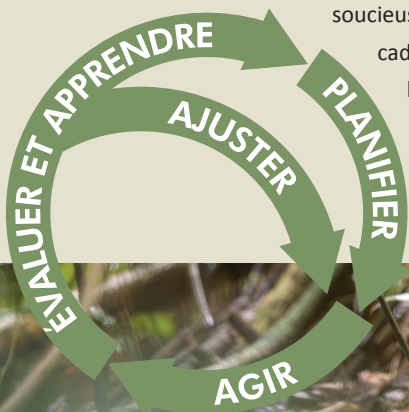 soucieus
cad
ÉVALUER ET APPRENDRE
PLANIFIER
AJUSTER
AGIR